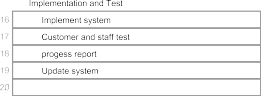 Implementation and Test
16 Implement system
17 Customer and staff test
18 progess report
19 Update system
20